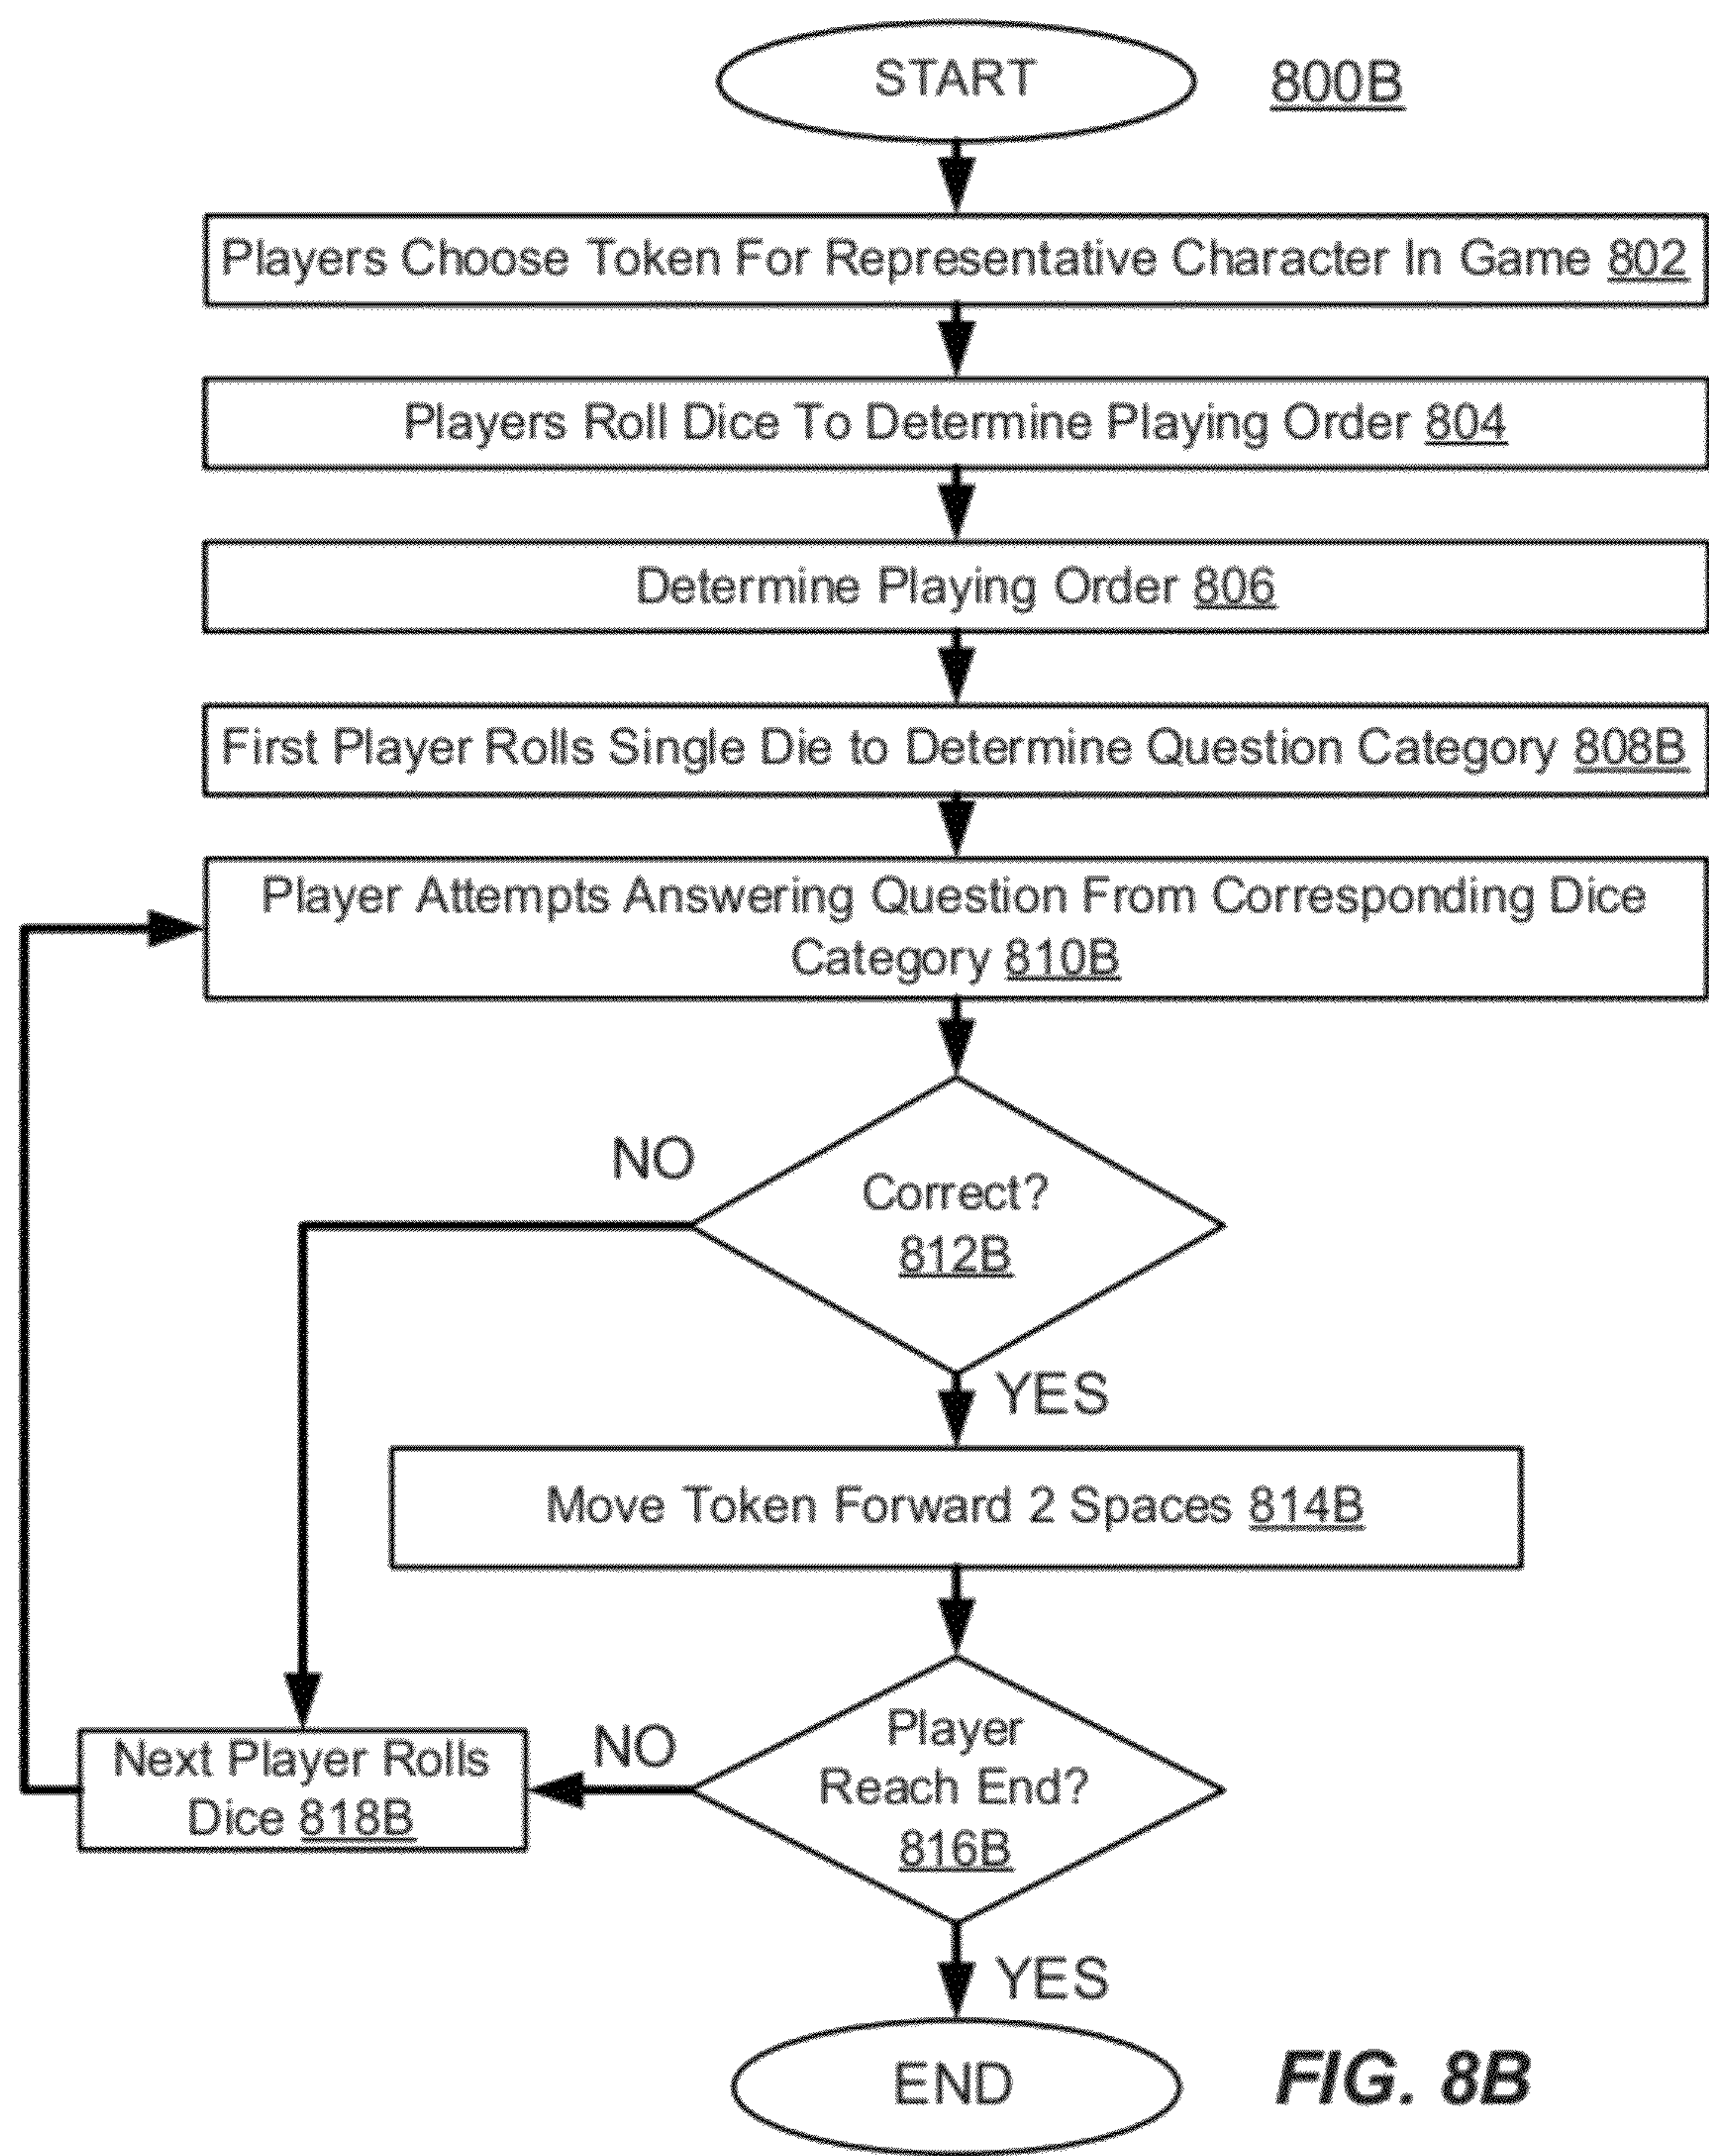 START
800B
Players Choose Token For Representative Character In Game 802
Players Roll Dice To Determine Playing Order 804
Determine Playing Order 806
First Player Rolls Single Die to Determine Question Category 808B
Player Attempts Answering Question From Corresponding Dice
Category 810B
NO
Correct?
812B
YES
Move Token Forward 2 Spaces 814B
Player
Reach End?
816B
NO
Next Player Rolls
Dice 818B
YES
END
FIG. 8B